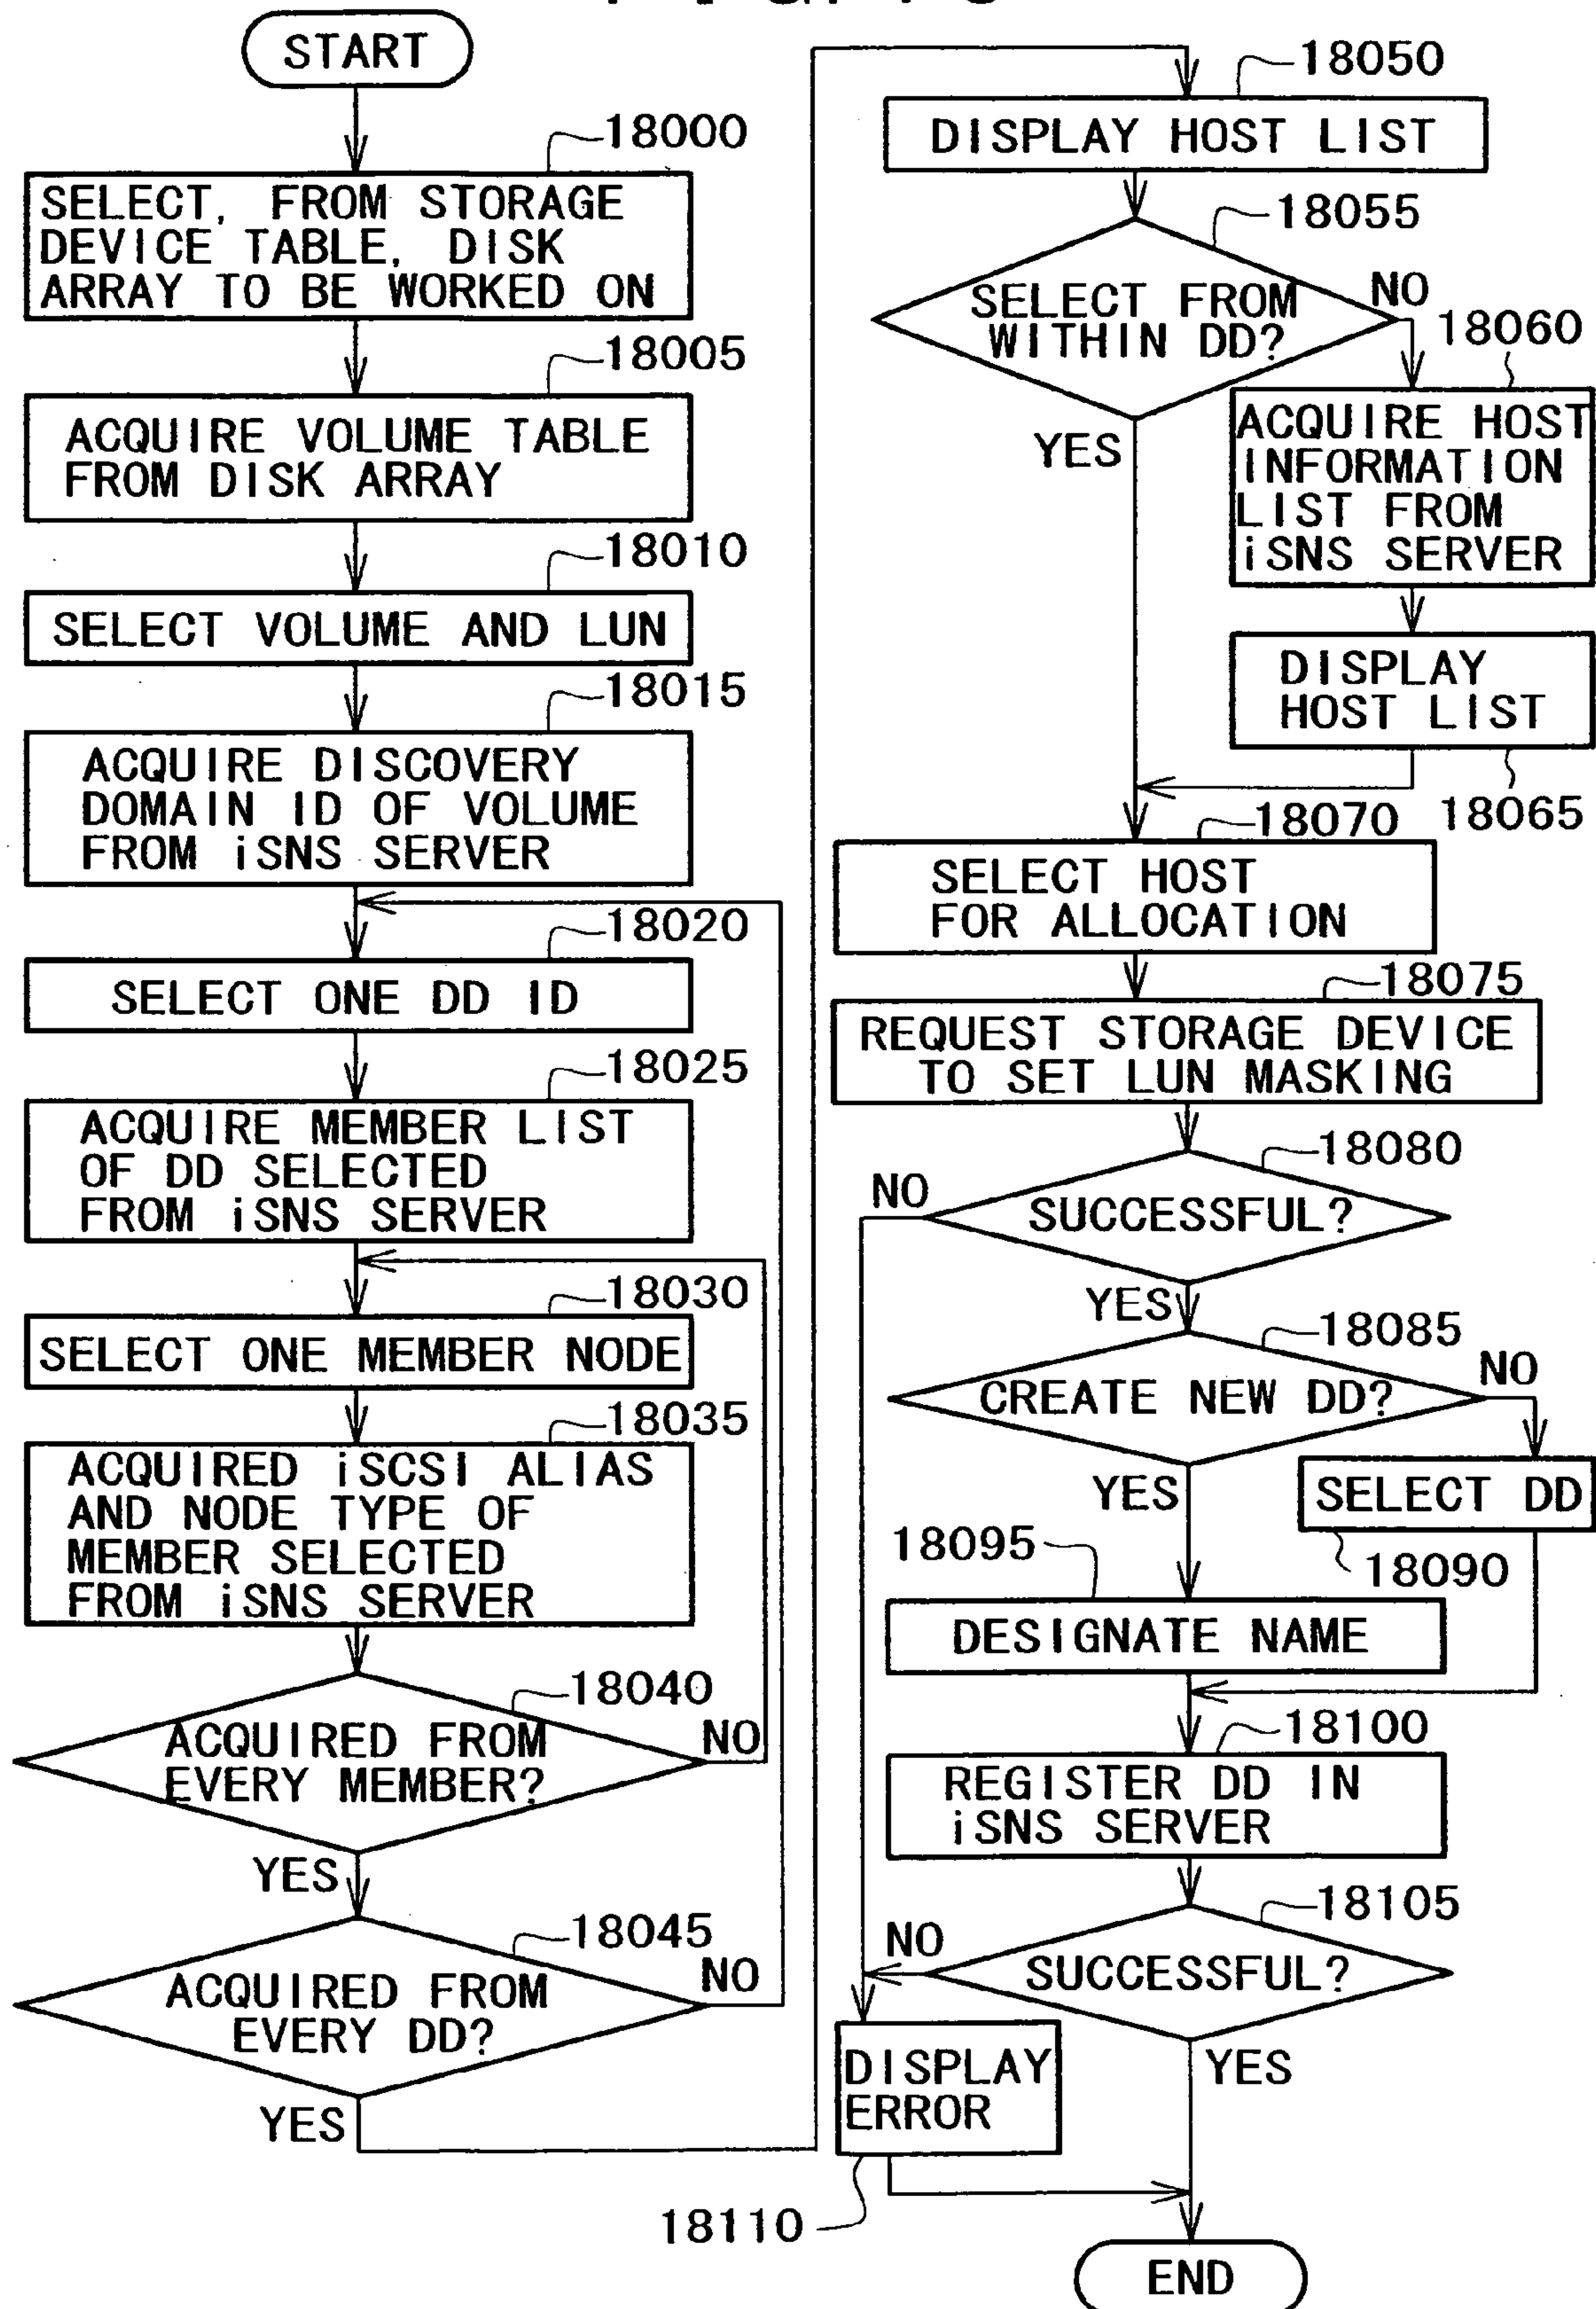 START
18000
SELECT, FROM STORAGE
DEVICE TABLE, DISK
ARRAY TO BE WORKED ON
18005
ACQUIRE VOLUME TABLE
FROM DISK ARRAY
18010
SELECT VOLUME AND LUN
18015
ACQUIRE DISCOVERY
DOMAIN ID OF VOLUME
FROM iSNS SERVER
18020
SELECT ONE DD ID
18025
ACQUIRE MEMBER LIST
OF DD SELECTED
FROM iSNS SERVER
18030
SELECT ONE MEMBER NODE
18035
ACQUIRED iSCSI ALIAS
AND NODE TYPE OF
MEMBER SELECTED
FROM iSNS SERVER
18040
ACQUIRED FROM
EVERY MEMBER?
NO
YES
18045
ACQUIRED FROM
EVERY DD?
NO
YES
18050
DISPLAY HOST LIST
18055
SELECT FROM
WITHIN DD?
NO
YES
18060
ACQUIRE HOST
INFORMATION
LIST FROM
iSNS SERVER
DISPLAY
HOST LIST
18065
18070
SELECT HOST
FOR ALLOCATION
18075
REQUEST STORAGE DEVICE
TO SET LUN MASKING
18080
SUCCESSFUL?
NO
YES
18085
CREATE NEW DD?
NO
YES
SELECT DD
18090
18095
DESIGNATE NAME
18100
REGISTER DD IN
iSNS SERVER
18105
SUCCESSFUL?
NO
YES
DISPLAY
ERROR
18110
END